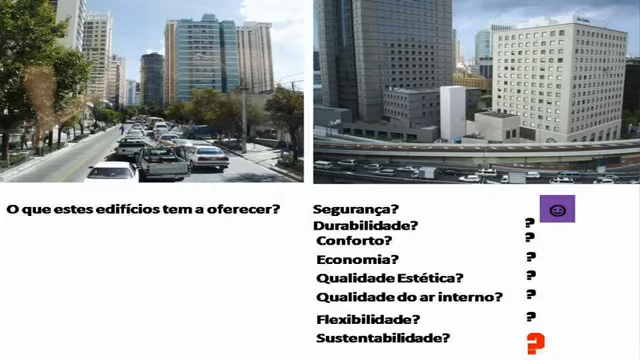 O que estes edifícios tem a oferecer?
Segurança?
Durabilidade? ?
Conforto? ?
Economia? ?
Qualidade Estética? ?
Qualidade do ar interno? ?
Flexibilidade? ?
Sustentabilidade? ?